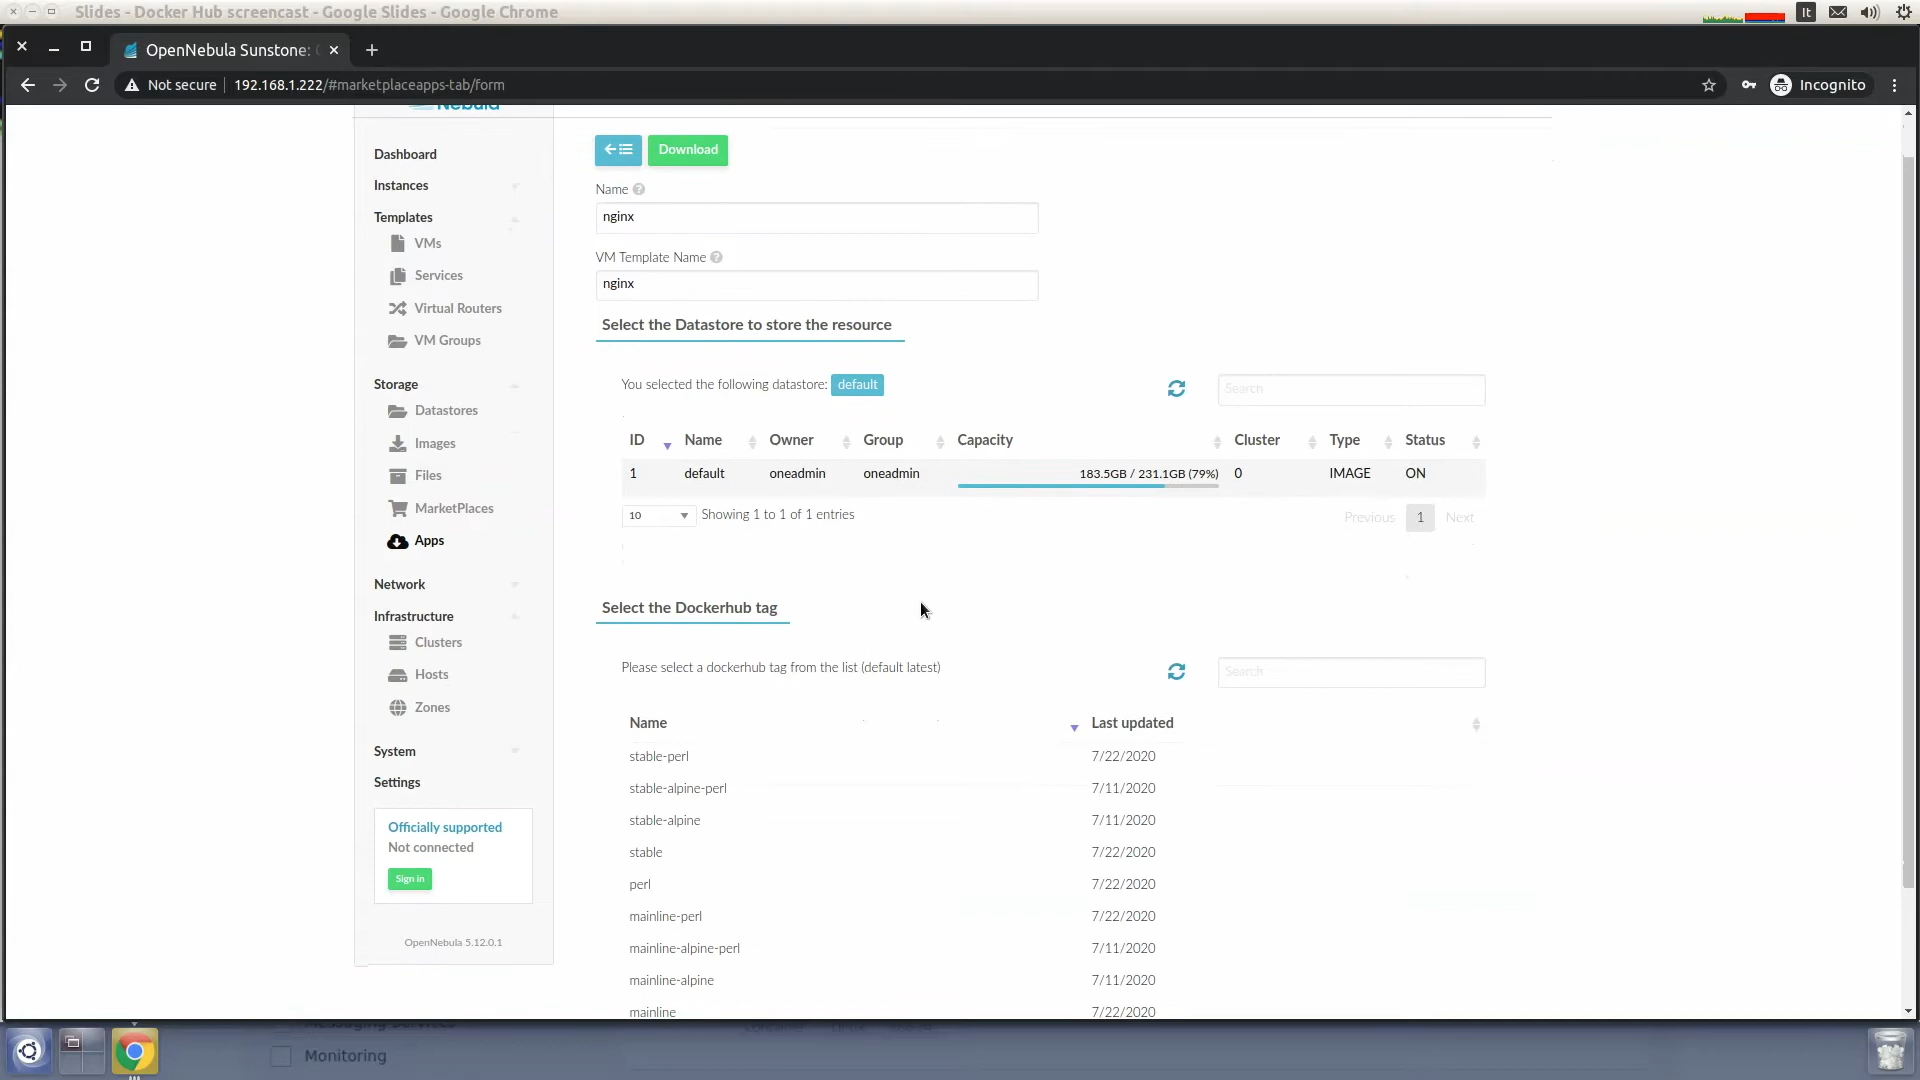 Slides - Docker Hub screencast - Google Slides - Google Chrome
It
OpenNebula Sunstone:
Not secure 192.168.1.222/#marketplaceapps-tab/form
Incognito
Nebula
Dashboard
Instances
Templates
VMs
Services
Virtual Routers
VM Groups
Storage
Datastores
Images
Files
MarketPlaces
Apps
Network
Infrastructure
Clusters
Hosts
Zones
System
Settings
Officially supported
Not connected
Sign in
OpenNebula 5.12.0.1
Download
Name
nginx
VM Template Name
nginx
Select the Datastore to store the resource
You selected the following datastore: default
Search
ID Name Owner Group Capacity Cluster Type Status
1 default oneadmin oneadmin 183.5GB / 231.1GB (79%) 0 IMAGE ON
10 Showing 1 to 1 of 1 entries
Previous 1 Next
Select the Dockerhub tag
Please select a dockerhub tag from the list (default latest)
Search
Name Last updated
stable-perl 7/22/2020
stable-alpine-perl 7/11/2020
stable-alpine 7/11/2020
stable 7/22/2020
perl 7/22/2020
mainline-perl 7/22/2020
mainline-alpine-perl 7/11/2020
mainline-alpine 7/11/2020
mainline 7/22/2020
Monitoring